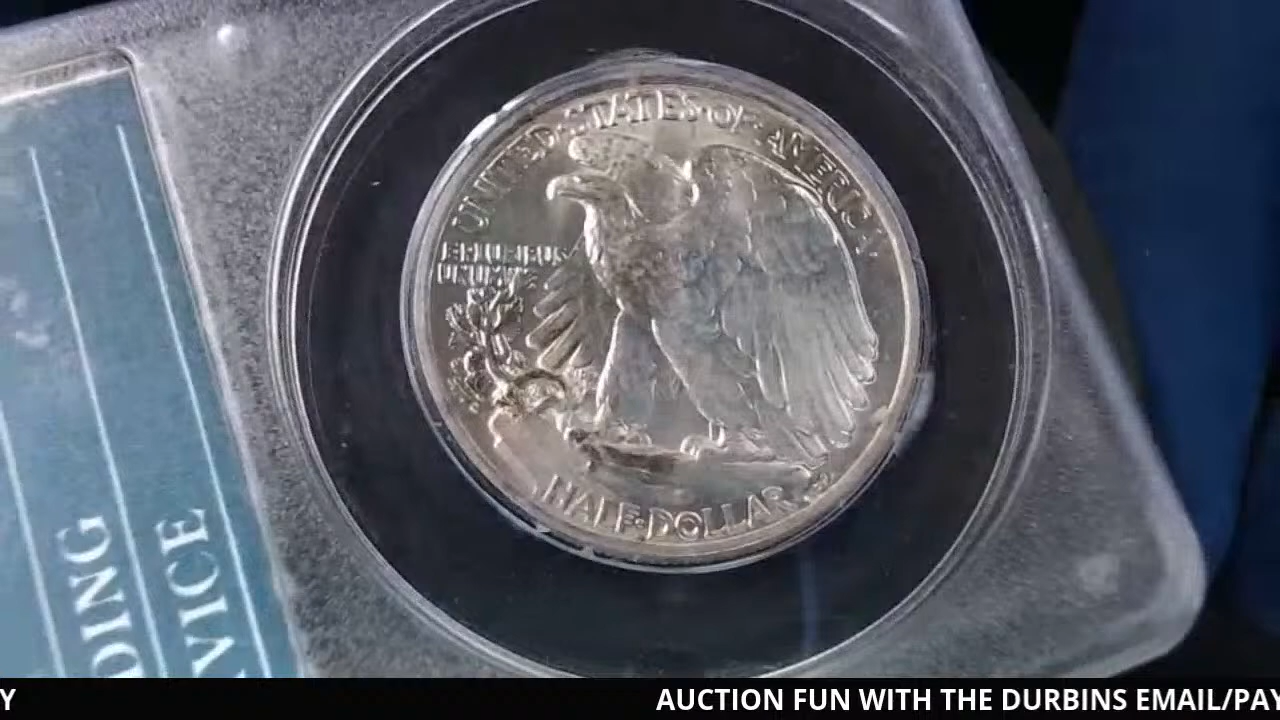 UNITED·STATES·OF·AMERICA
E PLURIBUS
UNUM
HALF·DOLLAR
DING
VICE
Y AUCTION FUN WITH THE DURBINS EMAIL/PAY